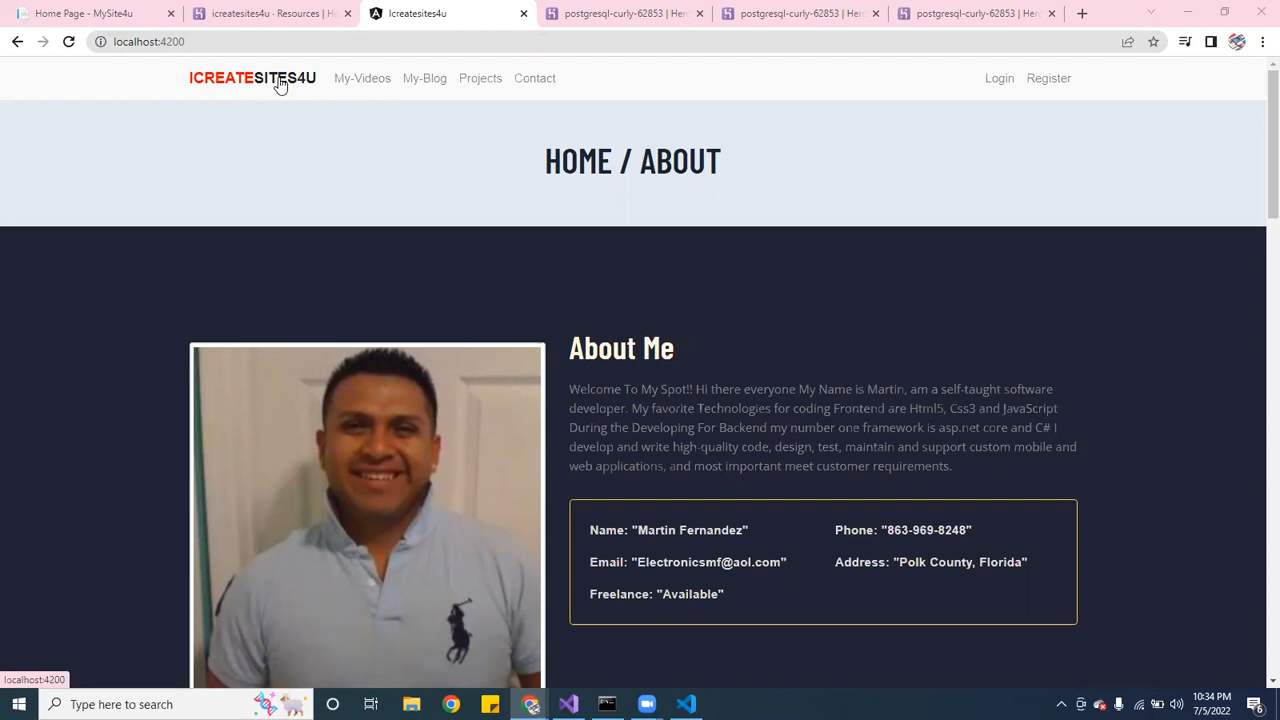 Home Page - MySite4u
icreatesites4u - Resources | He
Icreatesites4u
postgresql-curly-62853 | Hero
postgresql-curly-62853 | Hero
postgresql-curly-62853 | Hero
localhost:4200
ICREATESITES4U
My-Videos
My-Blog
Projects
Contact
Login
Register
HOME / ABOUT
About Me
Welcome To My Spot!! Hi there everyone My Name is Martin, am a self-taught software
developer. My favorite Technologies for coding Frontend are Html5, Css3 and JavaScript
During the Developing For Backend my number one framework is asp.net core and C# I
develop and write high-quality code, design, test, maintain and support custom mobile and
web applications, and most important meet customer requirements.
Name: "Martin Fernandez"
Phone: "863-969-8248"
Email: "Electronicsmf@aol.com"
Address: "Polk County, Florida"
Freelance: "Available"
localhost:4200
Type here to search
10:34 PM
7/5/2022
6